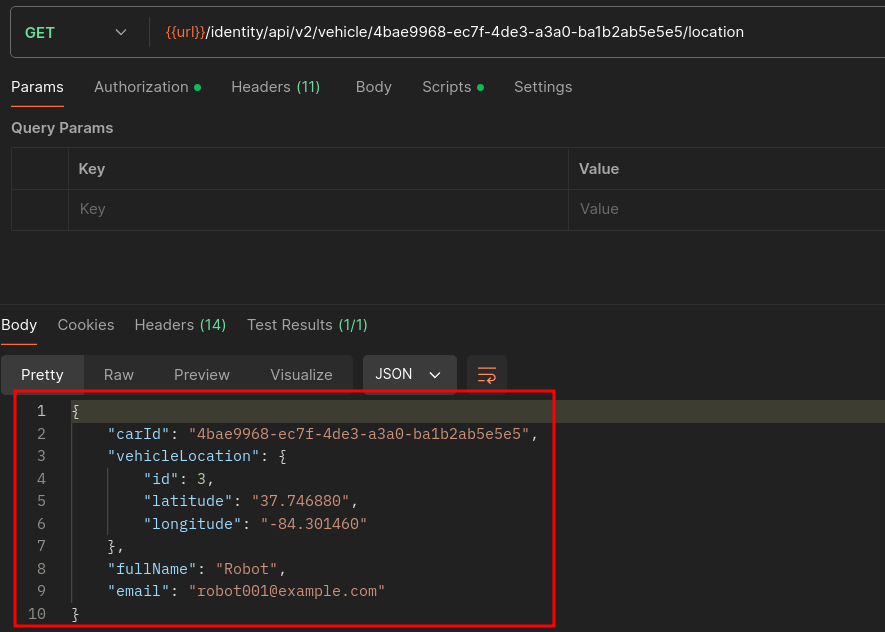 GET {{url}}/identity/api/v2/vehicle/4bae9968-ec7f-4de3-a3a0-ba1b2ab5e5e5/location
Params Authorization Headers (11) Body Scripts Settings
Query Params
Key Value
Key Value
Body Cookies Headers (14) Test Results (1/1)
Pretty Raw Preview Visualize JSON
1 {
2 "carId": "4bae9968-ec7f-4de3-a3a0-ba1b2ab5e5e5",
3 "vehicleLocation": {
4 "id": 3,
5 "latitude": "37.746880",
6 "longitude": "-84.301460"
7 },
8 "fullName": "Robot",
9 "email": "robot001@example.com"
10 }